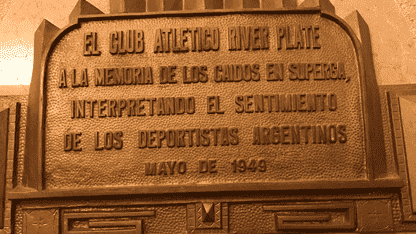 EL CLUB ATLETICO RIVER PLATE
A LA MEMORIA DE LOS CAIDOS EN SUPERGA,
INTERPRETANDO EL SENTIMIENTO
DE LOS DEPORTISTAS ARGENTINOS
MAYO DE 1949